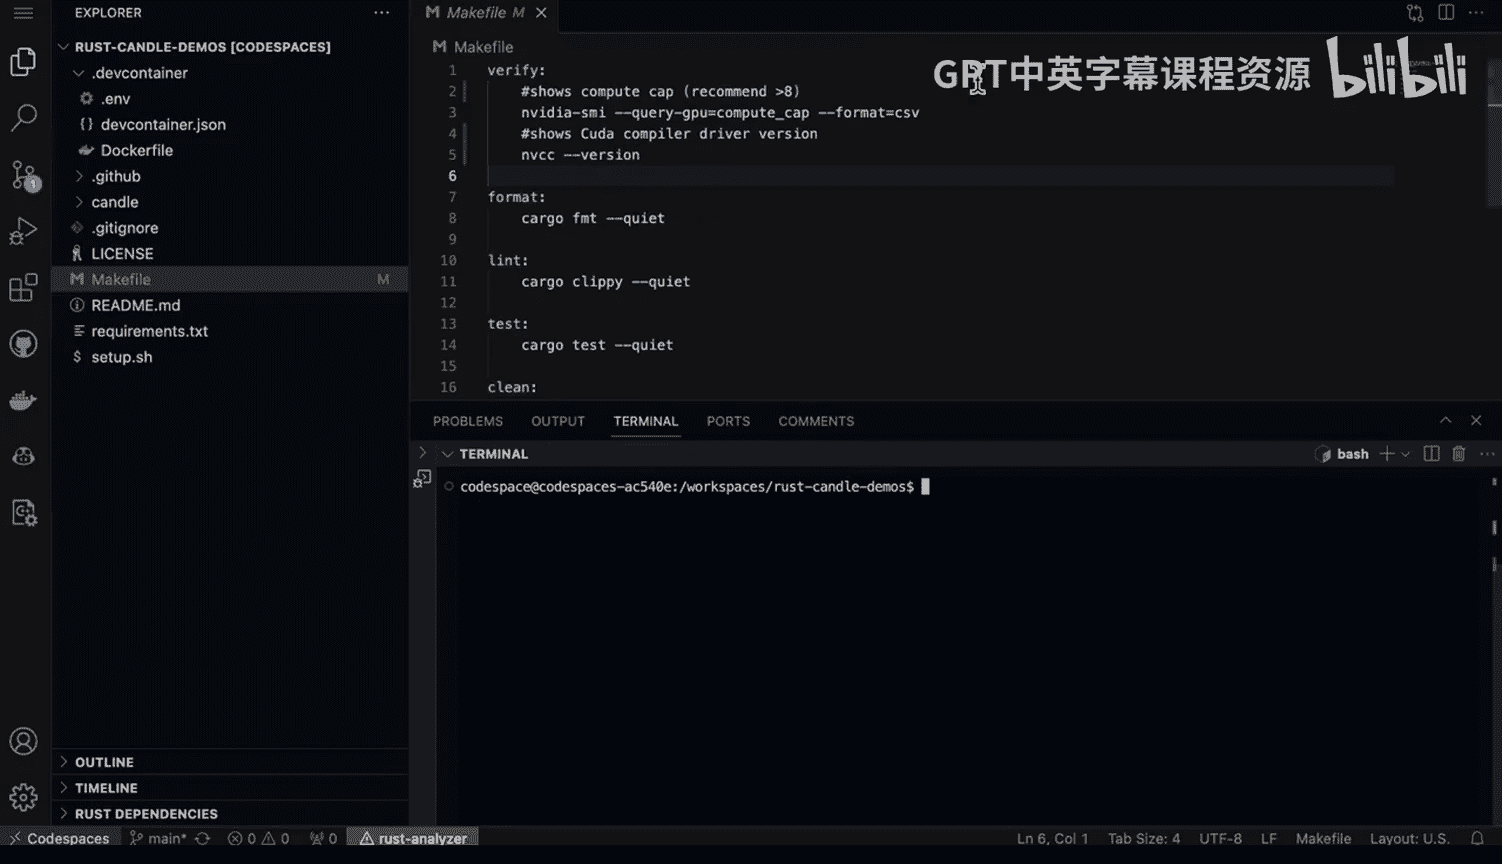 EXPLORER
RUST-CANDLE-DEMOS [CODESPACES]
.devcontainer
.env
{} devcontainer.json
Dockerfile
.github
candle
.gitignore
LICENSE
M Makefile M
README.md
requirements.txt
$ setup.sh
OUTLINE
TIMELINE
RUST DEPENDENCIES
1
M Makefile M
M Makefile
GPT中英字幕课程资源 bilibili
1 verify:
2 #shows compute cap (recommend >8)
3 nvidia-smi --query-gpu=compute_cap --format=csv
4 #shows Cuda compiler driver version
5 nvcc --version
6
7 format:
8 cargo fmt --quiet
9
10 lint:
11 cargo clippy --quiet
12
13 test:
14 cargo test --quiet
15
16 clean:
PROBLEMS OUTPUT TERMINAL PORTS COMMENTS
TERMINAL bash
codespace@codespaces-ac540e:/workspaces/rust-candle-demos$
Codespaces main* 0 0 0 rust-analyzer Ln 6, Col 1 Tab Size: 4 UTF-8 LF Makefile Layout: U.S.